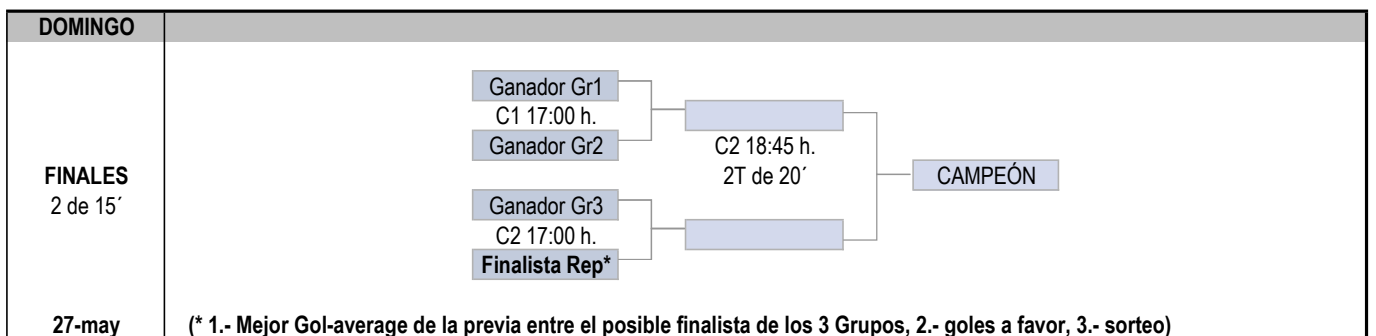 DOMINGO
Ganador Gr1
C1 17:00 h.
Ganador Gr2
C2 18:45 h.
2T de 20´
CAMPEÓN
FINALES
2 de 15´
Ganador Gr3
C2 17:00 h.
Finalista Rep*
27-may
(* 1.- Mejor Gol-average de la previa entre el posible finalista de los 3 Grupos, 2.- goles a favor, 3.- sorteo)